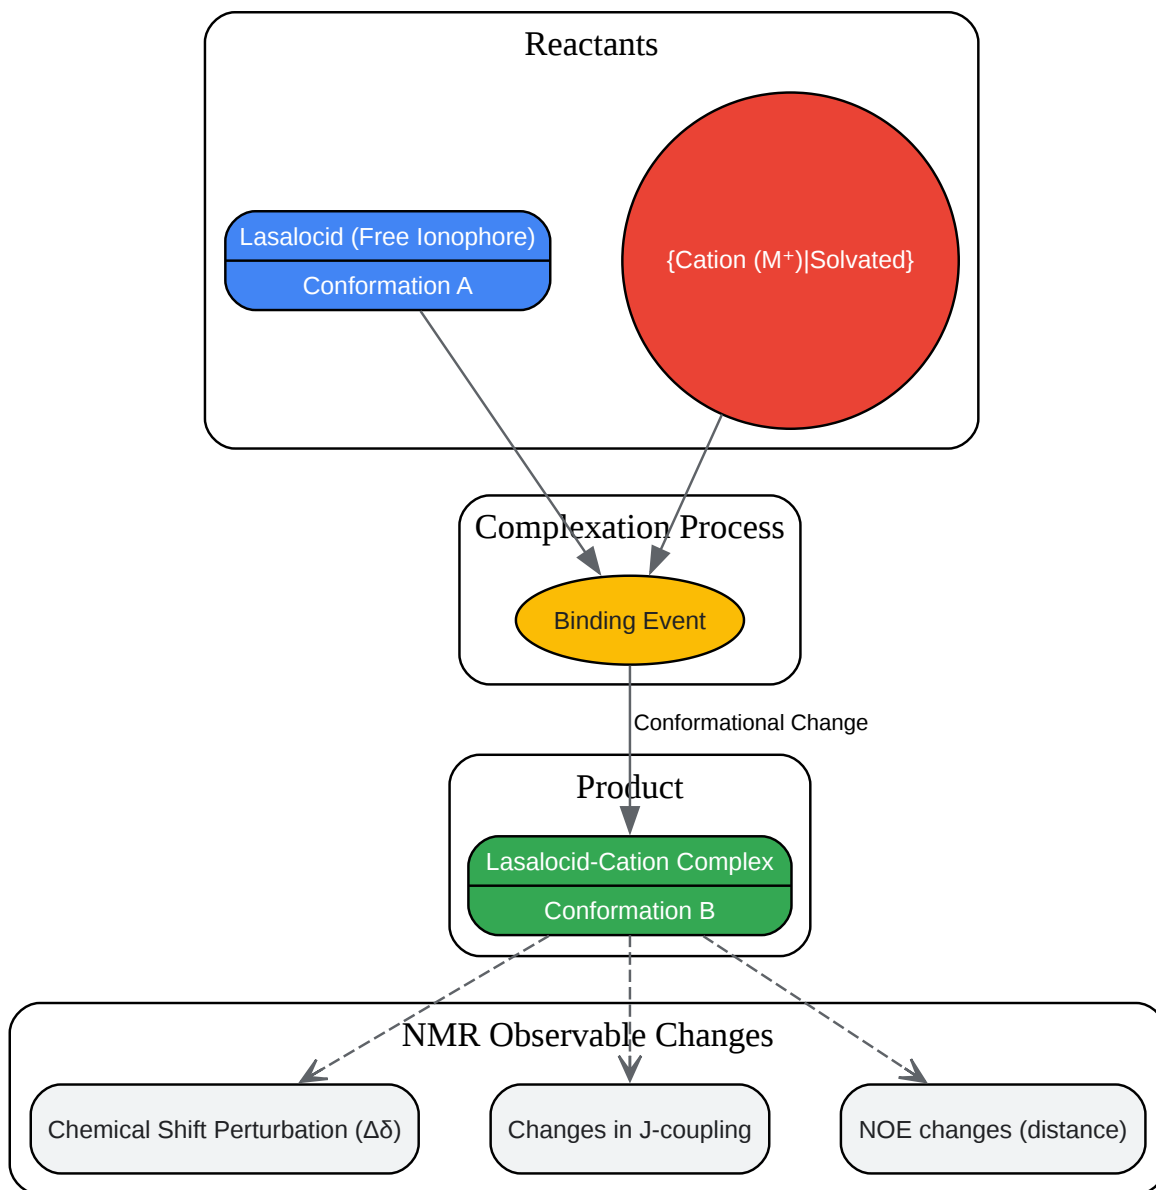 Reactants
Lasalocid (Free Ionophore)
Conformation A
{Cation (M⁺)|Solvated}
Complexation Process
Binding Event
Conformational Change
Product
Lasalocid-Cation Complex
Conformation B
NMR Observable Changes
Chemical Shift Perturbation (Δδ)
Changes in J-coupling
NOE changes (distance)